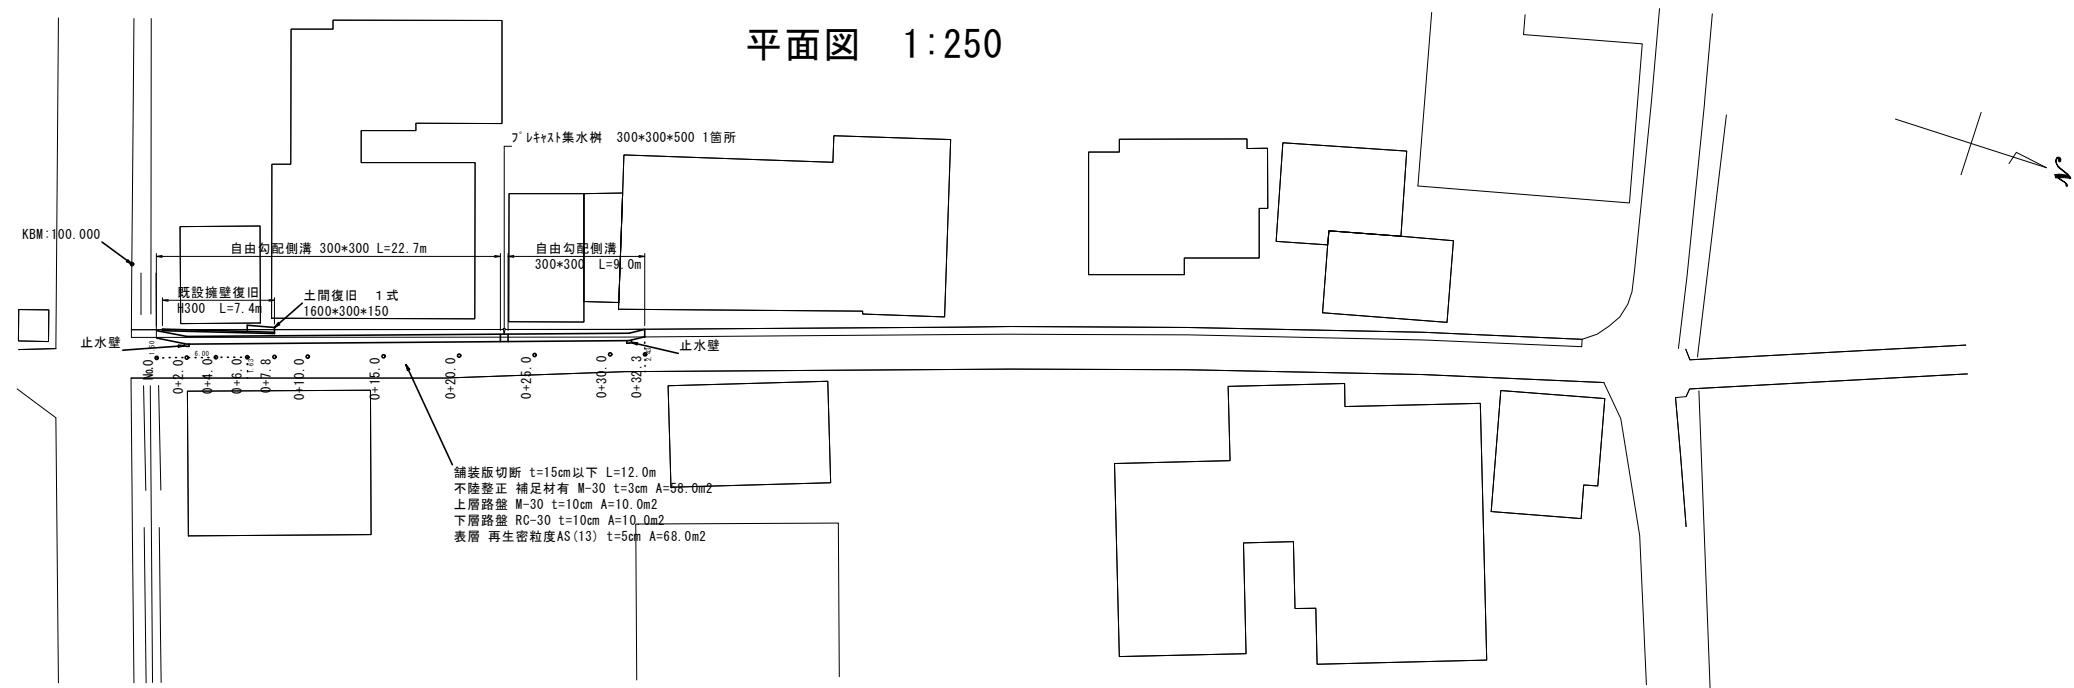 平面図　1:250
ﾌﾟﾚｷｬｽﾄ集水桝　300*300*500 1箇所
N
KBM:100.000
自由勾配側溝 300*300 L=22.7m
自由勾配側溝
300*300　L=9.0m
既設擁壁復旧
H300　L=7.4m
土間復旧　１式
1600*300*150
止水壁
止水壁
No.0
0+2.0
0+4.0
0+6.0
0+7.8
0+10.0
0+15.0
0+20.0
0+25.0
0+30.0
0+32.3
6.00
舗装版切断 t=15cm以下 L=12.0m
不陸整正 補足材有 M-30 t=3cm A=58.0m2
上層路盤 M-30 t=10cm A=10.0m2
下層路盤 RC-30 t=10cm A=10.0m2
表層 再生密粒度AS(13) t=5cm A=68.0m2